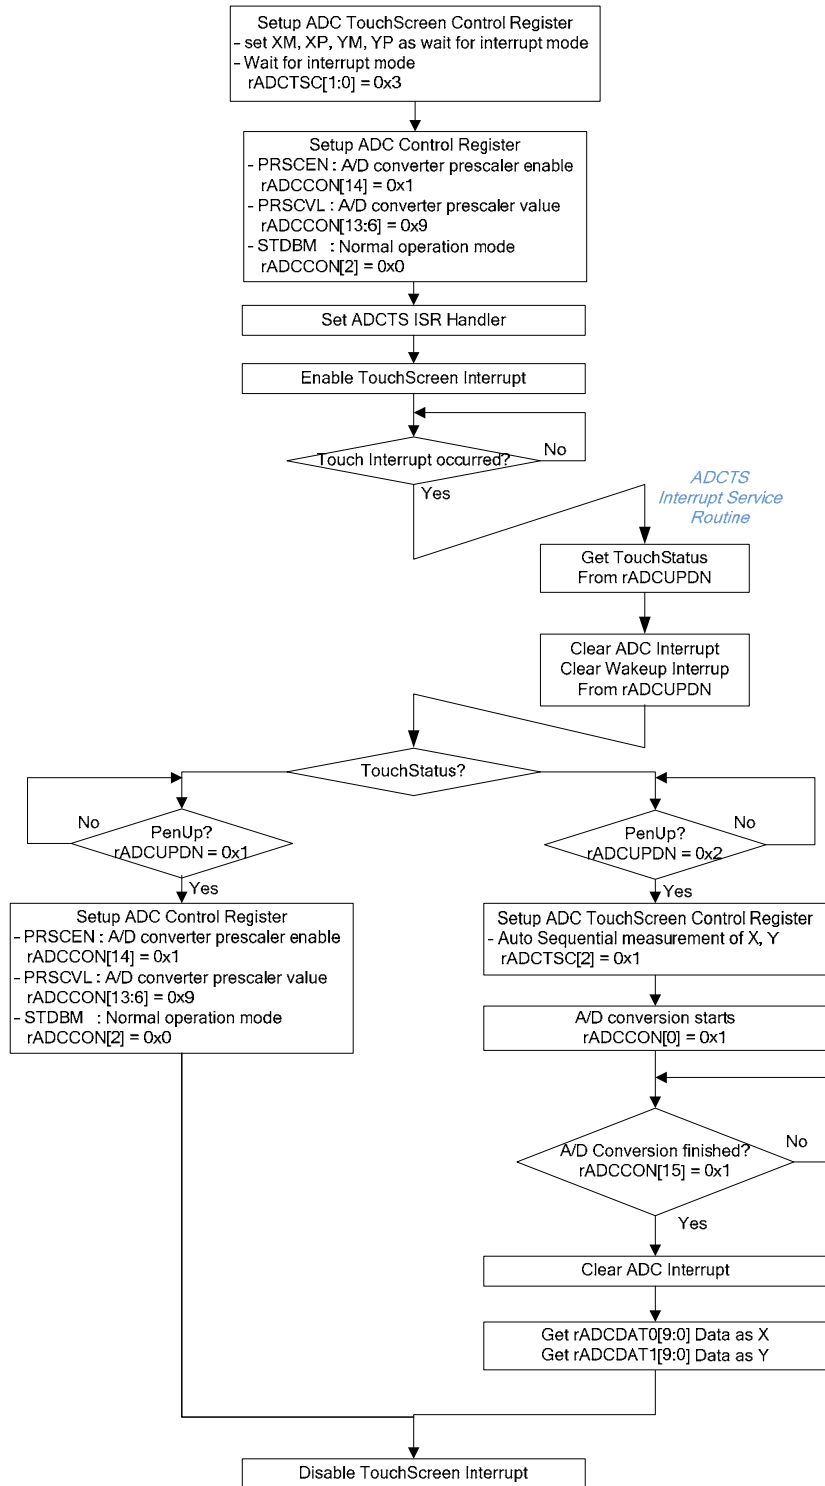 Setup ADC TouchScreen Control Register
- set XM, XP, YM, YP as wait for interrupt mode
- Wait for interrupt mode
rADCTSC[1:0] = 0x3
Setup ADC Control Register
- PRSCEN : A/D converter prescaler enable
rADCCON[14] = 0x1
- PRSCVL : A/D converter prescaler value
rADCCON[13:6] = 0x9
- STDBM : Normal operation mode
rADCCON[2] = 0x0
Set ADCTS ISR Handler
Enable TouchScreen Interrupt
Touch Interrupt occurred?
No
Yes
ADCTS
Interrupt Service
Routine
Get TouchStatus
From rADCUPDN
Clear ADC Interrupt
Clear Wakeup Interrup
From rADCUPDN
TouchStatus?
No
PenUp?
rADCUPDN = 0x1
Yes
Setup ADC Control Register
- PRSCEN : A/D converter prescaler enable
rADCCON[14] = 0x1
- PRSCVL : A/D converter prescaler value
rADCCON[13:6] = 0x9
- STDBM : Normal operation mode
rADCCON[2] = 0x0
PenUp?
rADCUPDN = 0x2
No
Yes
Setup ADC TouchScreen Control Register
- Auto Sequential measurement of X, Y
rADCTSC[2] = 0x1
A/D conversion starts
rADCCON[0] = 0x1
A/D Conversion finished?
rADCCON[15] = 0x1
No
Yes
Clear ADC Interrupt
Get rADCDAT0[9:0] Data as X
Get rADCDAT1[9:0] Data as Y
Disable TouchScreen Interrupt